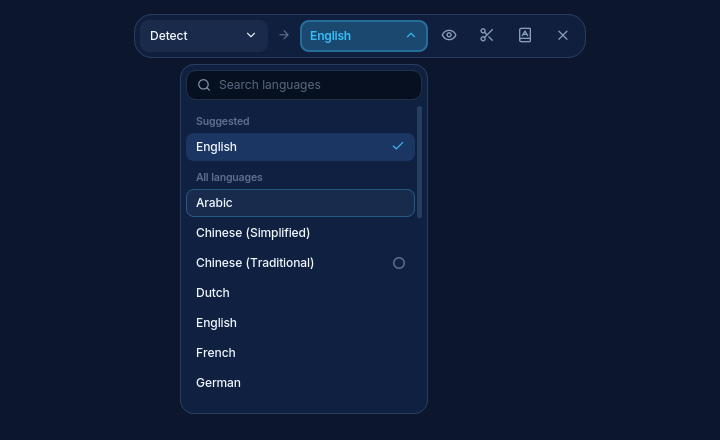 Detect
English
Search languages
Suggested
English
All languages
Arabic
Chinese (Simplified)
Chinese (Traditional)
Dutch
English
French
German